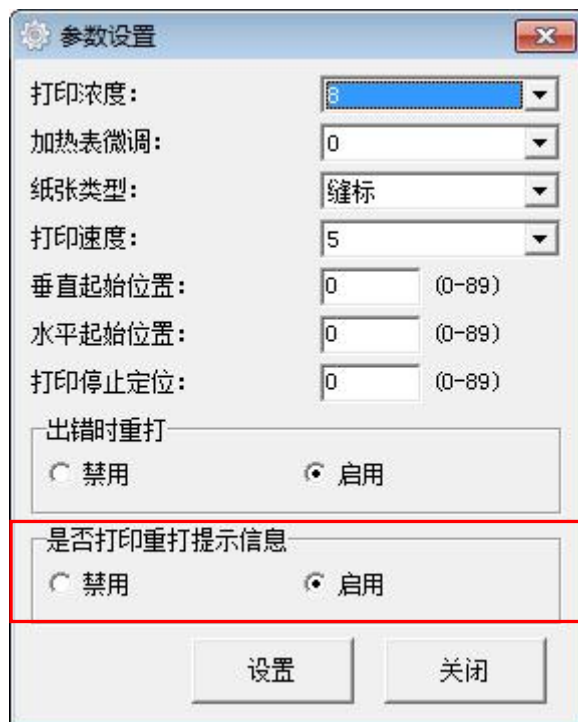 参数设置
打印浓度: 8
加热表微调: 0
纸张类型: 缝标
打印速度: 5
垂直起始位置: 0 (0-89)
水平起始位置: 0 (0-89)
打印停止定位: 0 (0-89)
出错时重打
禁用 启用
是否打印重打提示信息
禁用 启用
设置 关闭